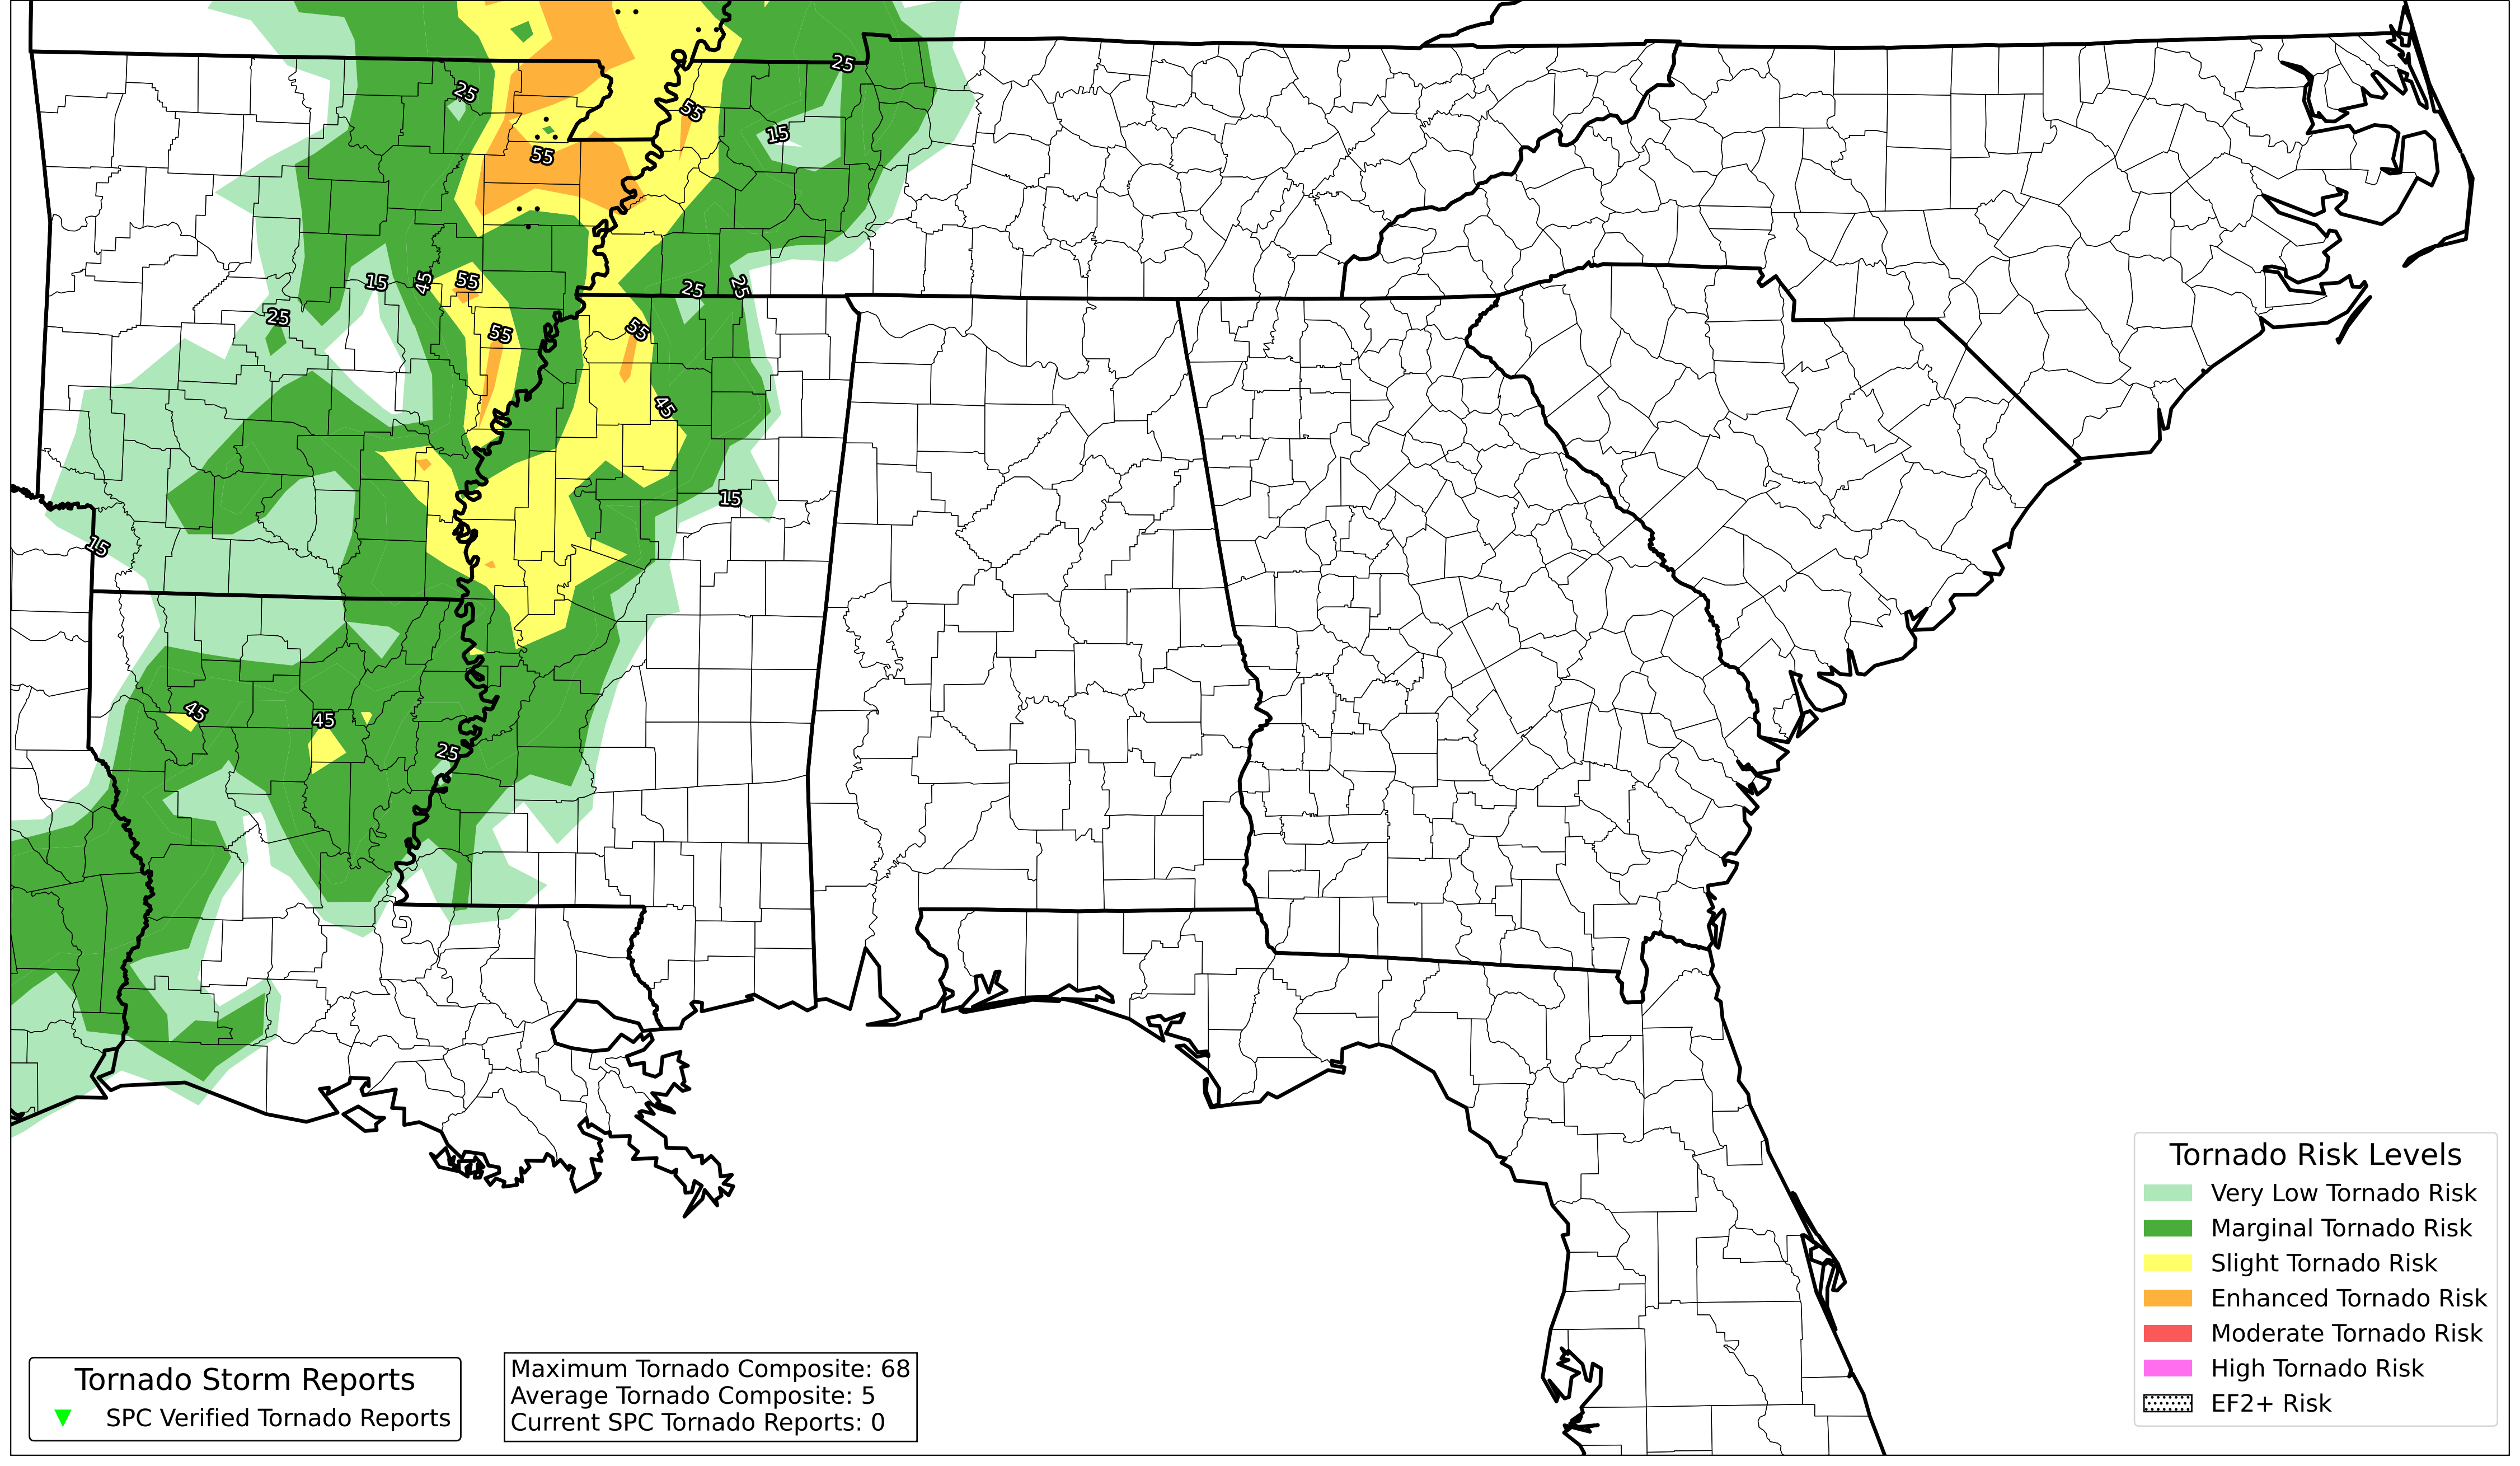 25
25
55
15
55
15
45
55
25
25
25
55
55
45
15
15
45
45
25
Tornado Risk Levels
Very Low Tornado Risk
Marginal Tornado Risk
Slight Tornado Risk
Enhanced Tornado Risk
Moderate Tornado Risk
High Tornado Risk
EF2+ Risk
Tornado Storm Reports
SPC Verified Tornado Reports
Maximum Tornado Composite: 68
Average Tornado Composite: 5
Current SPC Tornado Reports: 0